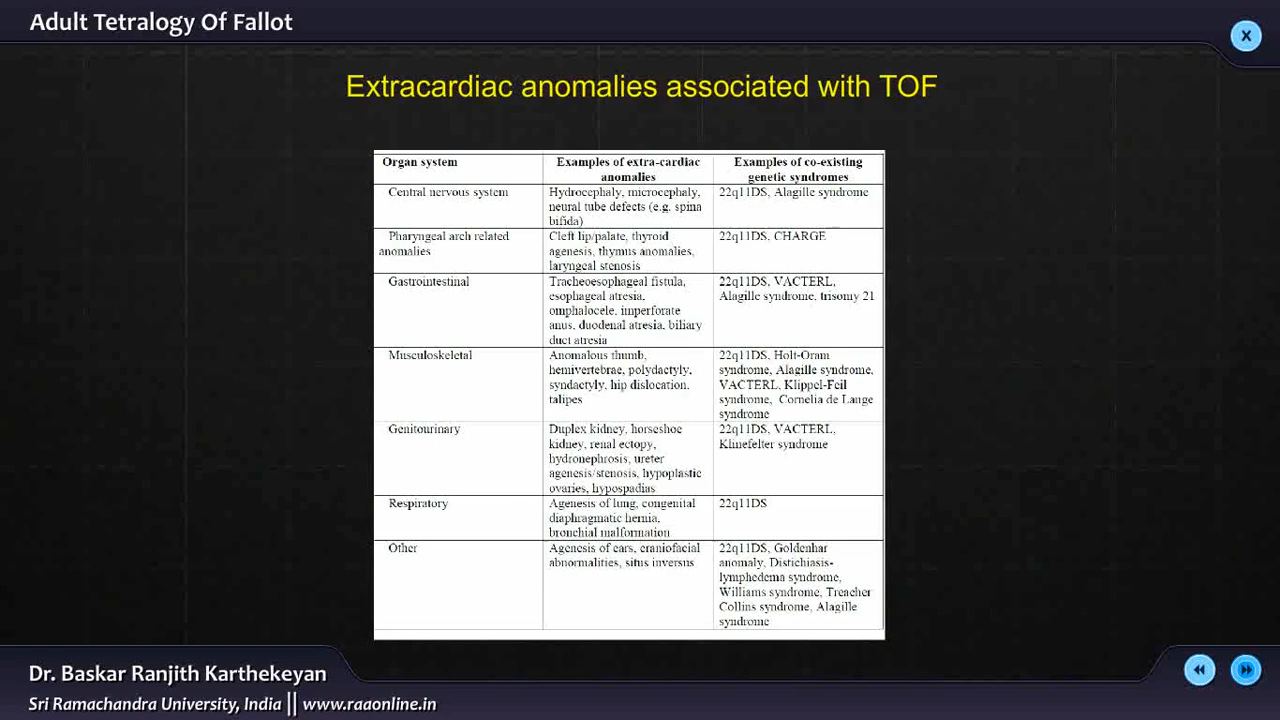 Adult Tetralogy Of Fallot
X
Extracardiac anomalies associated with TOF
Organ system
Examples of extra-cardiac
anomalies
Examples of co-existing
genetic syndromes
Central nervous system
Hydrocephaly, microcephaly,
neural tube defects (e.g. spina
bifida)
22q11DS, Alagille syndrome
Pharyngeal arch related
anomalies
Cleft lip/palate, thyroid
agenesis, thymus anomalies,
laryngeal stenosis
22q11DS, CHARGE
Gastrointestinal
Tracheoesophageal fistula,
esophageal atresia,
omphalocele, imperforate
anus, duodenal atresia, biliary
duct atresia
22q11DS, VACTERL,
Alagille syndrome, trisomy 21
Musculoskeletal
Anomalous thumb,
hemivertebrae, polydactyly,
syndactyly, hip dislocation,
talipes
22q11DS, Holt-Oram
syndrome, Alagille syndrome,
VACTERL, Klippel-Feil
syndrome, Cornelia de Lange
syndrome
Genitourinary
Duplex kidney, horseshoe
kidney, renal ectopy,
hydronephrosis, ureter
agenesis/stenosis, hypoplastic
ovaries, hypospadias
22q11DS, VACTERL,
Klinefelter syndrome
Respiratory
Agenesis of lung, congenital
diaphragmatic hernia,
bronchial malformation
22q11DS
Other
Agenesis of ears, craniofacial
abnormalities, situs inversus
22q11DS, Goldenhar
anomaly, Distichiasis-
lymphedema syndrome,
Williams syndrome, Treacher
Collins syndrome, Alagille
syndrome
Dr. Baskar Ranjith Karthekeyan
Sri Ramachandra University, India || www.raaonline.in